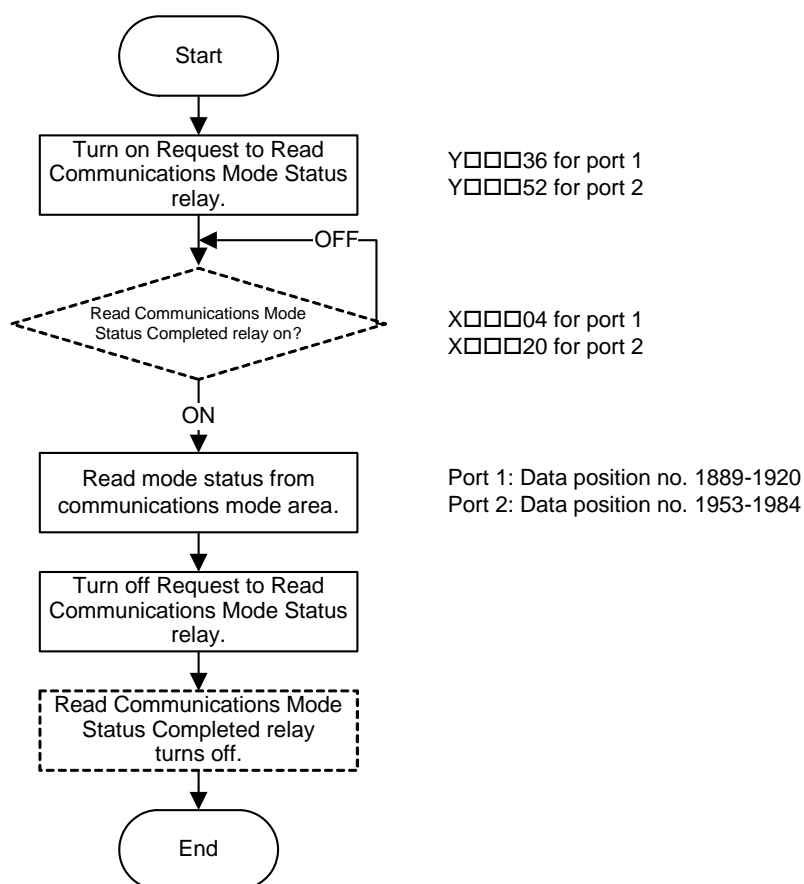 Start
Turn on Request to Read
Communications Mode Status
relay.
Y□□□36 for port 1
Y□□□52 for port 2
OFF
Read Communications Mode
Status Completed relay on?
X□□□04 for port 1
X□□□20 for port 2
ON
Read mode status from
communications mode area.
Port 1: Data position no. 1889-1920
Port 2: Data position no. 1953-1984
Turn off Request to Read
Communications Mode Status
relay.
Read Communications Mode
Status Completed relay
turns off.
End